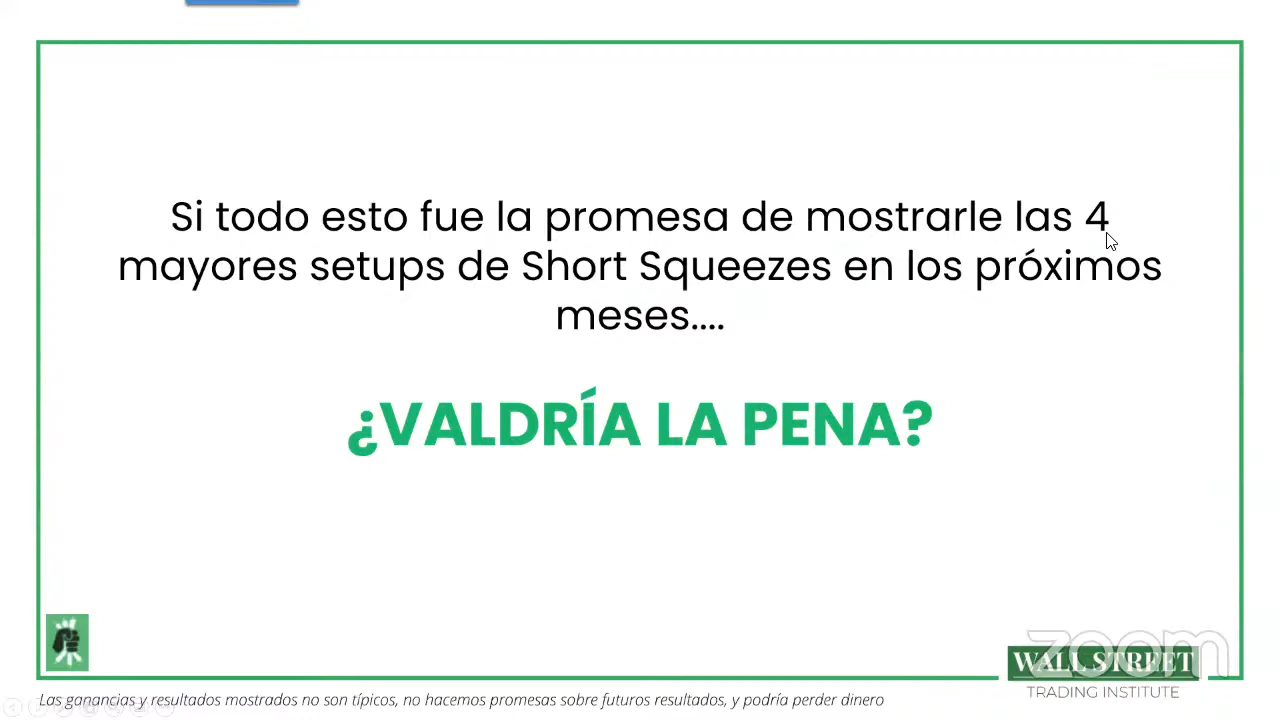 Si todo esto fue la promesa de mostrarle las 4
mayores setups de Short Squeezes en los próximos
meses....
¿VALDRÍA LA PENA?
zoom
WALL STREET
TRADING INSTITUTE
Las ganancias y resultados mostrados no son típicos, no hacemos promesas sobre futuros resultados, y podría perder dinero